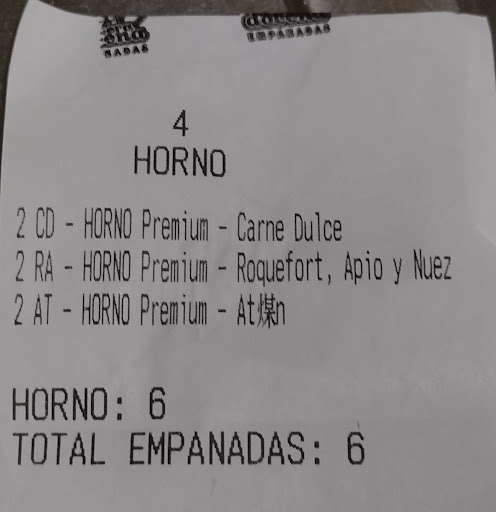 EMPANADAS
4
HORNO
2 CD - HORNO Premium - Carne Dulce
2 RA - HORNO Premium - Roquefort, Apio y Nuez
2 AT - HORNO Premium - At煤n
HORNO: 6
TOTAL EMPANADAS: 6